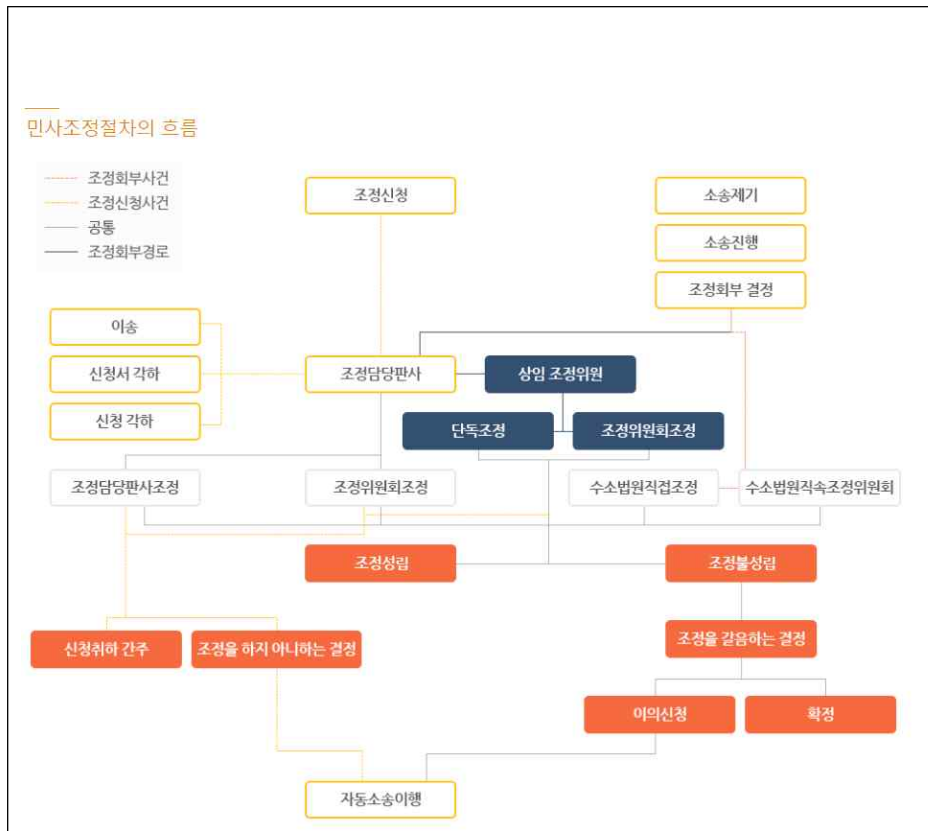 민사조정절차의 흐름
조정회부사건
조정신청사건
공통
조정회부경로
조정신청
소송제기
소송진행
조정회부 결정
이송
신청서 각하
신청 각하
조정담당판사
상임 조정위원
단독조정
조정위원회조정
조정담당판사조정
조정위원회조정
수소법원직접조정
수소법원직속조정위원회
조정성립
조정불성립
신청취하 간주
조정을 하지 아니하는 결정
조정을 갈음하는 결정
이의신청
확정
자동소송이행